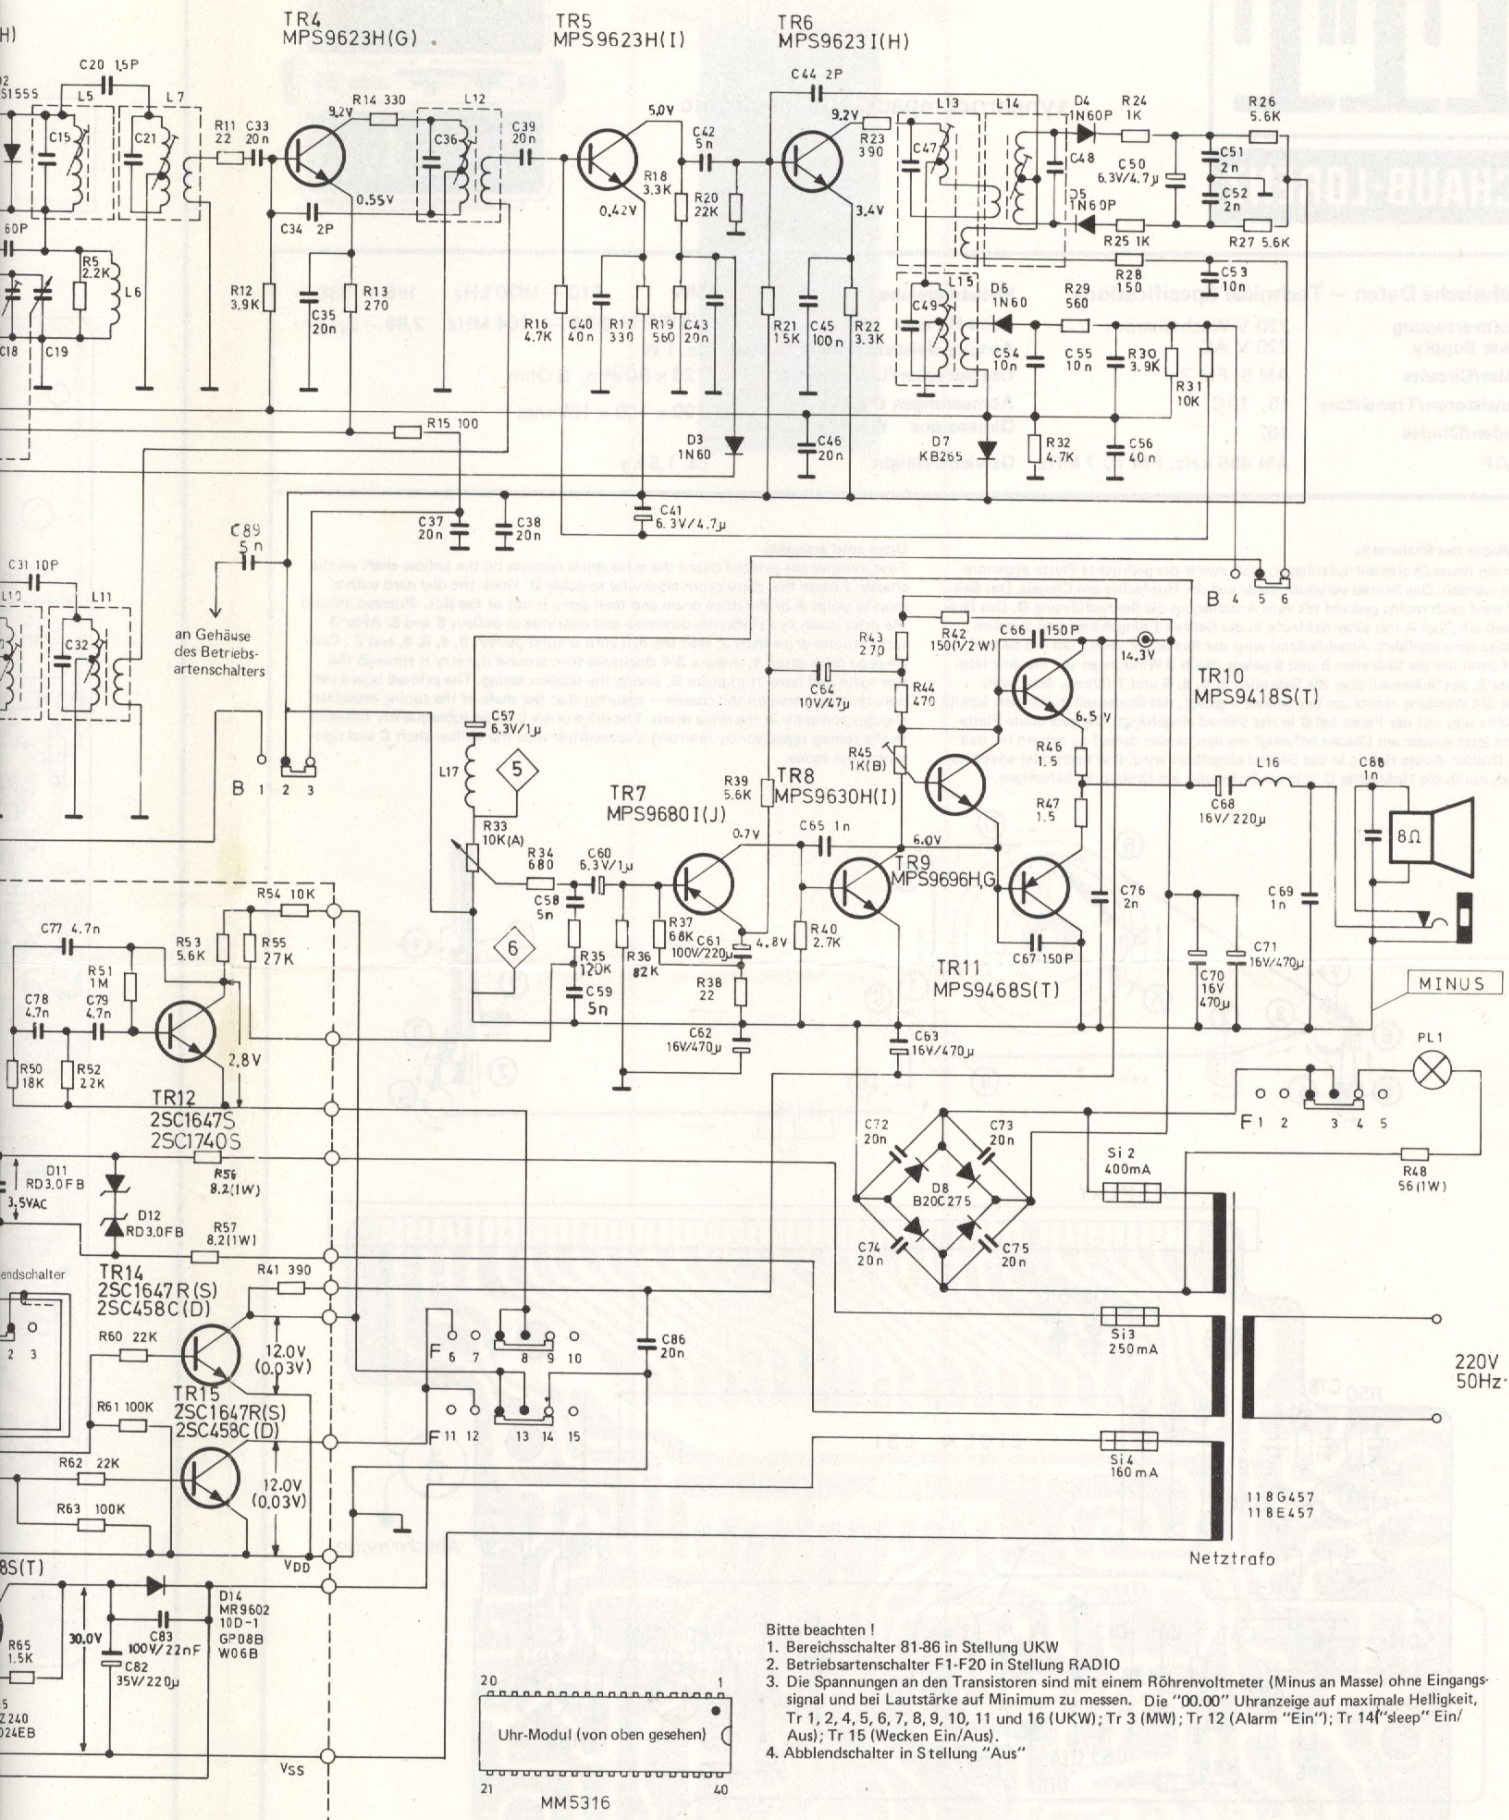 H)
TR4
MPS9623H(G)
TR5
MPS9623H(I)
TR6
MPS9623I(H)
C20 1,5P
S1555
L5
L7
R11
22
C33
20n
R14 330
9.2V
L12
C39
20n
5.0V
C42
5n
C44 2P
9.2V
R23
390
L13
L14
D4
1N60P
R24
1K
R26
5.6K
C15
C21
C36
C47
C48
C50
6.3V/4.7µ
C51
2n
C52
2n
R18
3.3K
R20
22K
0.55V
0.42V
3.4V
D5
1N60P
R25 1K
R27 5.6K
C34 2P
60P
R5
2.2K
L6
R12
3.9K
C35
20n
R13
270
R16
4.7K
C40
40n
R17
330
R19
560
C43
20n
R21
15K
C45
100n
R22
3.3K
L15
C49
R28
150
C53
10n
D6
1N60
R29
560
C54
10n
C55
10n
R30
3.9K
R31
10K
C18
C19
R15 100
D3
1N60
C46
20n
D7
KB265
R32
4.7K
C56
40n
C89
5n
C37
20n
C38
20n
C41
6.3V/4.7µ
C31 10P
L10
L11
C32
an Gehäuse
des Betriebs-
artenschalters
B 4 5 6
R43
270
R42
150(1/2W)
C66 150P
14.3V
C64
10V/47µ
R44
470
TR10
MPS9418S(T)
6.5V
C57
6.3V/1µ
L17
5
R45
1K(B)
R46
1.5
B 1 2 3
R39
5.6K
TR8
MPS9630H(I)
TR7
MPS9680I(J)
R47
1.5
L16
C68
16V/220µ
C88
1n
8Ω
R33
10K(A)
0.7V
C65 1n
6.0V
R34
680
C60
6.3V/1µ
TR9
MPS9696H,G
C58
5n
R37
68K
C61
100V/220µ
4.8V
R40
2.7K
C76
2n
C69
1n
R54 10K
C77 4.7n
R53
5.6K
R55
27K
6
R35
120K
R36
82K
C67 150P
C70
16V
470µ
C71
16V/470µ
R51
1M
C78
4.7n
C79
4.7n
C59
5n
R38
22
TR11
MPS9468S(T)
MINUS
C62
16V/470µ
C63
16V/470µ
PL1
R50
18K
R52
22K
2,8V
TR12
2SC1647S
2SC1740S
F1 2 3 4 5
C72
20n
C73
20n
Si 2
400mA
R48
56(1W)
D11
RD3.0FB
3.5VAC
R56
8.2(1W)
D12
RD3.0FB
R57
8.2(1W)
D8
B20C275
C74
20n
C75
20n
endschalter
TR14
2SC1647R(S)
2SC458C(D)
R41 390
2 3
R60 22K
12.0V
(0.03V)
F 6 7 8 9 10
C86
20n
Si3
250mA
220V
50Hz
TR15
2SC1647R(S)
2SC458C(D)
R61 100K
F11 12 13 14 15
R62 22K
12.0V
(0.03V)
Si4
160mA
R63 100K
118G457
118E457
Netztrafo
8S(T)
VDD
D14
MR9602
10D-1
GP08B
W06B
R65
1.5K
30.0V
C83
100V/22nF
C82
35V/220µ
Z240
024EB
VSS
20 1
Uhr-Modul (von oben gesehen)
21 40
MM5316
Bitte beachten !
1. Bereichsschalter 81-86 in Stellung UKW
2. Betriebsartenschalter F1-F20 in Stellung RADIO
3. Die Spannungen an den Transistoren sind mit einem Röhrenvoltmeter (Minus an Masse) ohne Eingangs-
signal und bei Lautstärke auf Minimum zu messen. Die "00.00" Uhranzeige auf maximale Helligkeit,
Tr 1, 2, 4, 5, 6, 7, 8, 9, 10, 11 und 16 (UKW); Tr 3 (MW); Tr 12 (Alarm "Ein"); Tr 14("sleep" Ein/
Aus); Tr 15 (Wecken Ein/Aus).
4. Abblendschalter in Stellung "Aus"